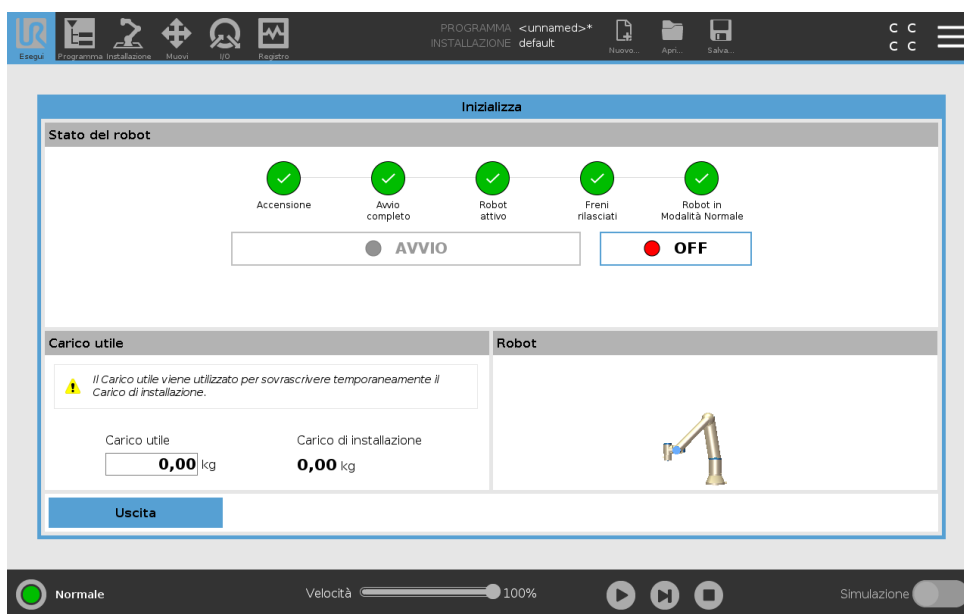 UR
PROGRAMMA <unnamed>*
INSTALLAZIONE default
Esegui
Programma
Installazione
Muovi
I/O
Registro
Nuovo...
Apri...
Salva...
C C
C C
Inizializza
Stato del robot
Accensione
Avvio
completo
Robot
attivo
Freni
rilasciati
Robot in
Modalità Normale
AVVIO
OFF
Carico utile
Robot
Il Carico utile viene utilizzato per sovrascrivere temporaneamente il
Carico di installazione.
Carico utile
Carico di installazione
0,00 kg
0,00 kg
Uscita
Normale
Velocità
100%
Simulazione